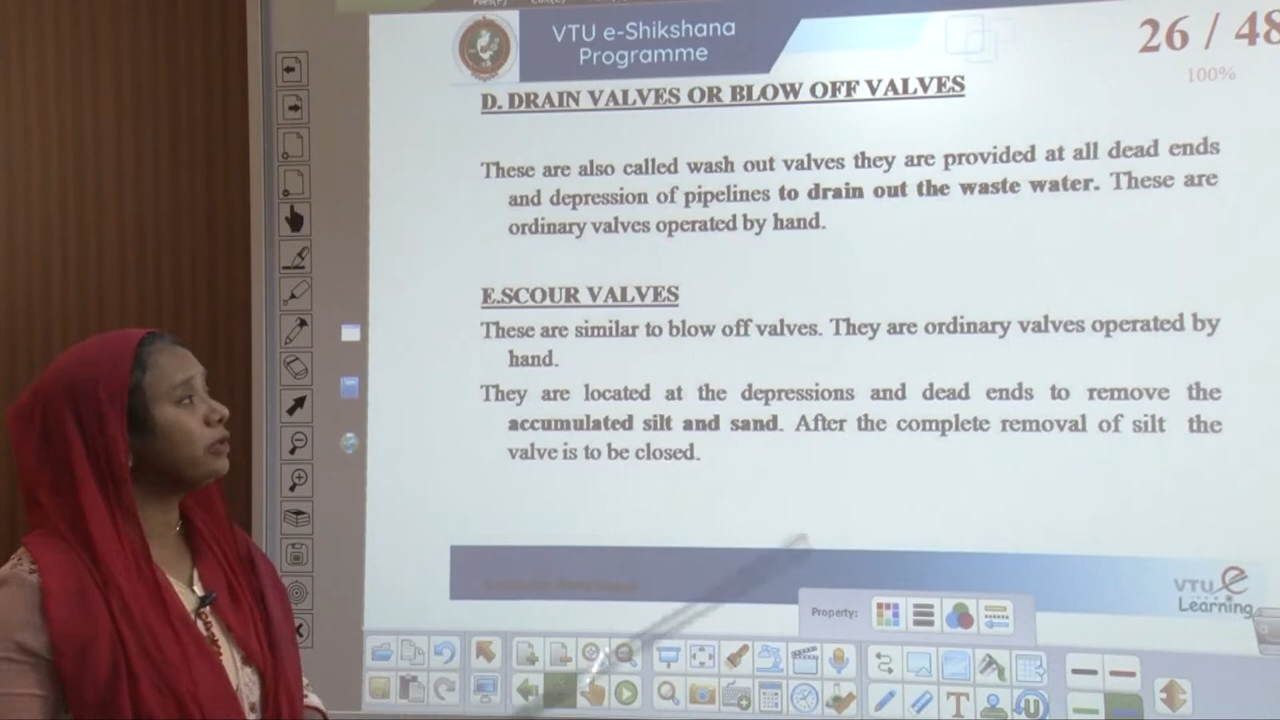 VTU e-Shikshana
Programme
26 / 48
100%
D. DRAIN VALVES OR BLOW OFF VALVES
These are also called wash out valves they are provided at all dead ends
and depression of pipelines to drain out the waste water. These are
ordinary valves operated by hand.
E.SCOUR VALVES
These are similar to blow off valves. They are ordinary valves operated by
hand.
They are located at the depressions and dead ends to remove the
accumulated silt and sand. After the complete removal of silt the
valve is to be closed.
VTU e
Learning
Property: